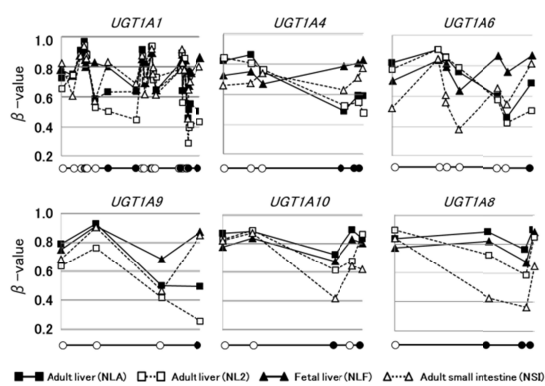 UGT1A1 UGT1A4 UGT1A6
1.0
0.8
0.6
0.4
0.2
β-value
UGT1A9 UGT1A10 UGT1A8
1.0
0.8
0.6
0.4
0.2
β-value
Adult liver (NLA) Adult liver (NL2) Fetal liver (NLF) Adult small intestine (NSI)